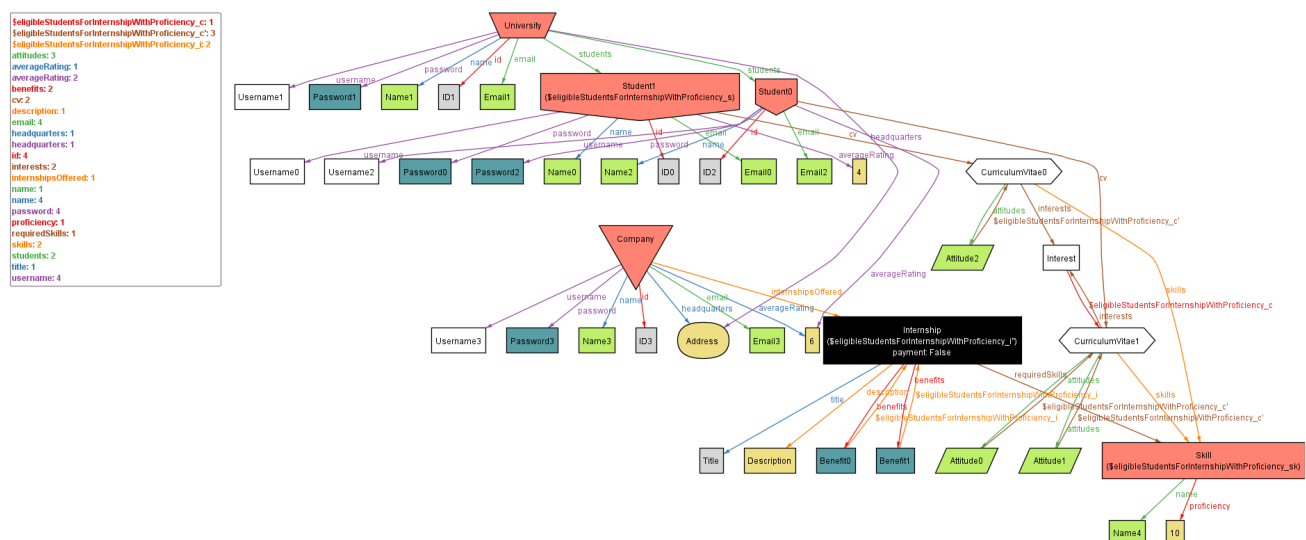 $eligibleStudentsForInternshipWithProficiency_c: 1
$eligibleStudentsForInternshipWithProficiency_c': 3
$eligibleStudentsForInternshipWithProficiency_i: 2
attitudes: 3
averageRating: 1
averageRating: 2
benefits: 2
cv: 2
description: 1
email: 4
headquarters: 1
headquarters: 1
id: 4
interests: 2
internshipsOffered: 1
name: 1
name: 4
password: 4
proficiency: 1
requiredSkills: 1
skills: 2
students: 2
title: 1
username: 4
University
username
password
name
id
email
students
students
Username1
Password1
Name1
ID1
Email1
Student1
($eligibleStudentsForInternshipWithProficiency_s)
Student0
username
password
username
name
password
id
name
email
id
email
averageRating
headquarters
cv
cv
Username0
Username2
Password0
Password2
Name0
Name2
ID0
ID2
Email0
Email2
4
CurriculumVitae0
attitudes
interests
$eligibleStudentsForInternshipWithProficiency_c'
skills
Attitude2
Interest
Company
username
password
name
id
headquarters
email
averageRating
internshipsOffered
averageRating
$eligibleStudentsForInternshipWithProficiency_c
interests
Username3
Password3
Name3
ID3
Address
Email3
6
Internship
($eligibleStudentsForInternshipWithProficiency_i")
payment: False
CurriculumVitae1
title
description
benefits
benefits
$eligibleStudentsForInternshipWithProficiency_i
$eligibleStudentsForInternshipWithProficiency_i
requiredSkills
attitudes
$eligibleStudentsForInternshipWithProficiency_c'
$eligibleStudentsForInternshipWithProficiency_c'
attitudes
skills
Title
Description
Benefit0
Benefit1
Attitude0
Attitude1
Skill
($eligibleStudentsForInternshipWithProficiency_sk)
name
proficiency
Name4
10